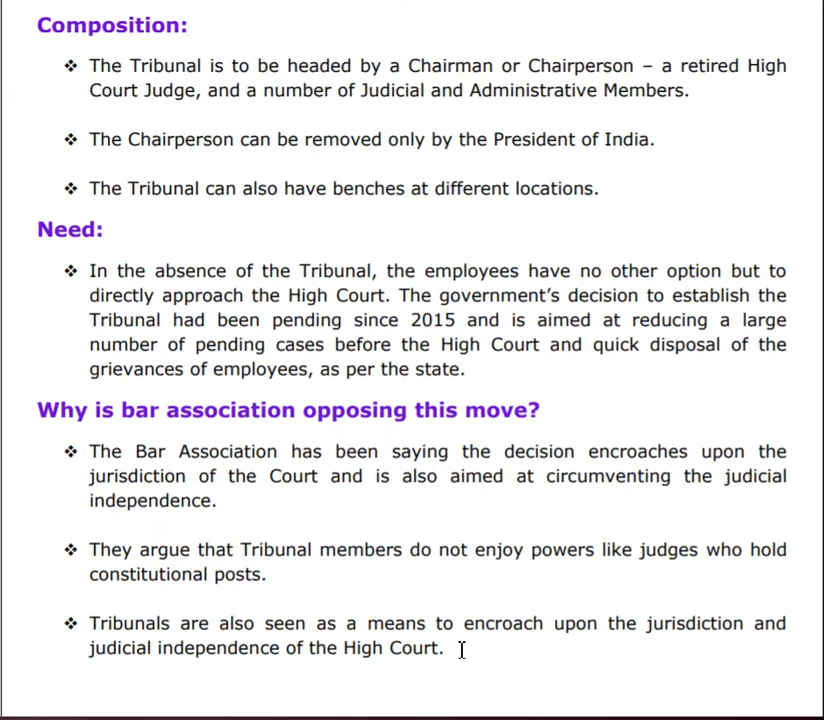 Composition:
❖ The Tribunal is to be headed by a Chairman or Chairperson – a retired High
Court Judge, and a number of Judicial and Administrative Members.
❖ The Chairperson can be removed only by the President of India.
❖ The Tribunal can also have benches at different locations.
Need:
❖ In the absence of the Tribunal, the employees have no other option but to
directly approach the High Court. The government’s decision to establish the
Tribunal had been pending since 2015 and is aimed at reducing a large
number of pending cases before the High Court and quick disposal of the
grievances of employees, as per the state.
Why is bar association opposing this move?
❖ The Bar Association has been saying the decision encroaches upon the
jurisdiction of the Court and is also aimed at circumventing the judicial
independence.
❖ They argue that Tribunal members do not enjoy powers like judges who hold
constitutional posts.
❖ Tribunals are also seen as a means to encroach upon the jurisdiction and
judicial independence of the High Court.